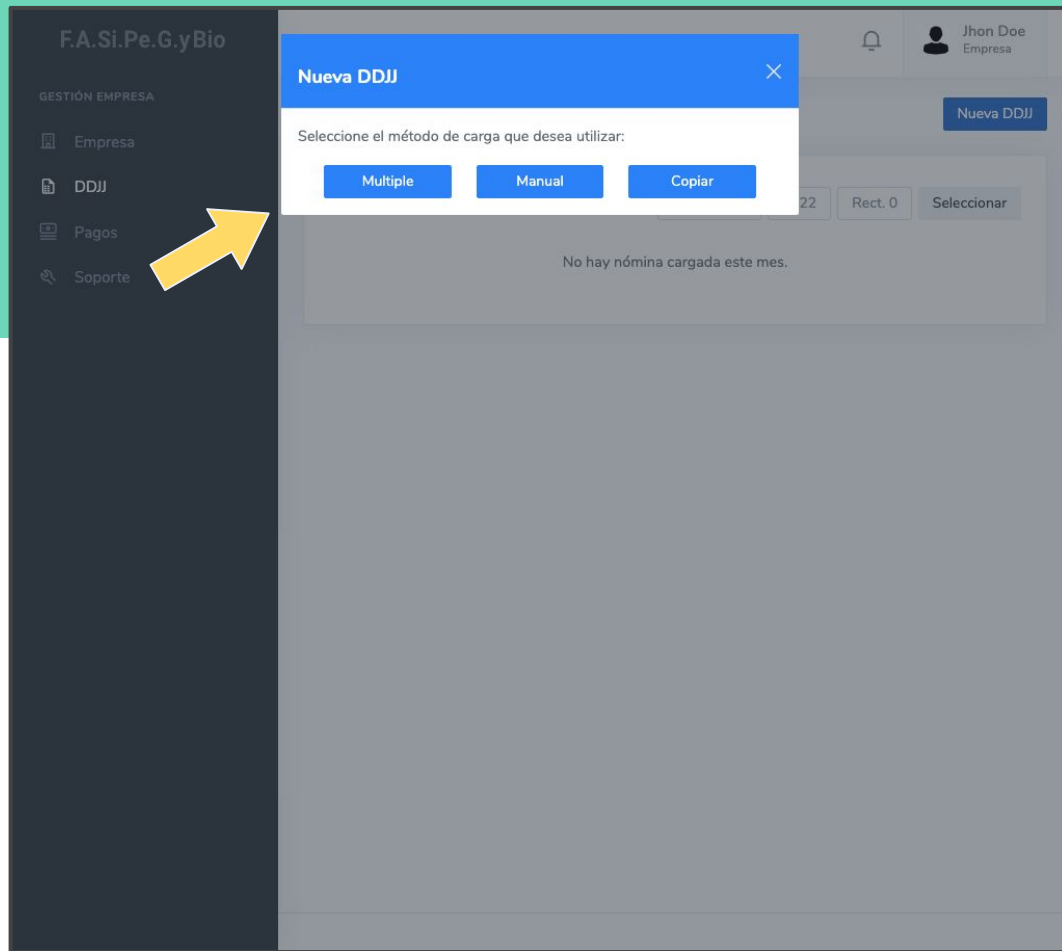 F.A.Si.Pe.G.yBio
Jhon Doe
Empresa
Nueva DDJJ
GESTIÓN EMPRESA
Nueva DDJJ
Empresa
Seleccione el método de carga que desea utilizar:
DDJJ
Multiple
Manual
Copiar
22
Rect. 0
Seleccionar
Pagos
No hay nómina cargada este mes.
Soporte